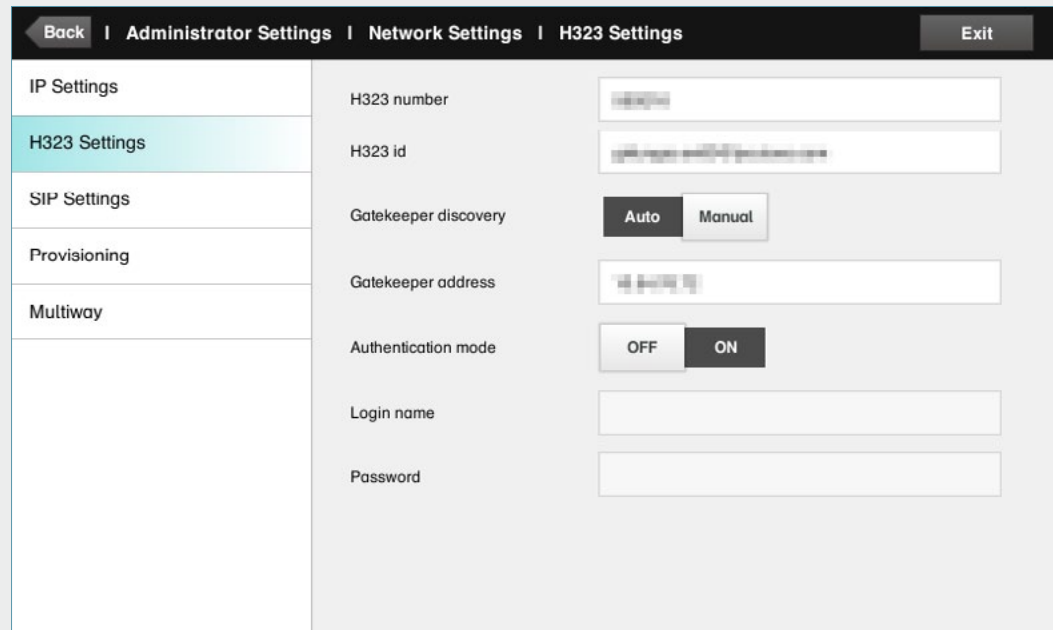 Back | Administrator Settings | Network Settings | H323 Settings Exit
IP Settings
H323 Settings
SIP Settings
Provisioning
Multiway
H323 number
H323 id
Gatekeeper discovery Auto Manual
Gatekeeper address
Authentication mode OFF ON
Login name
Password